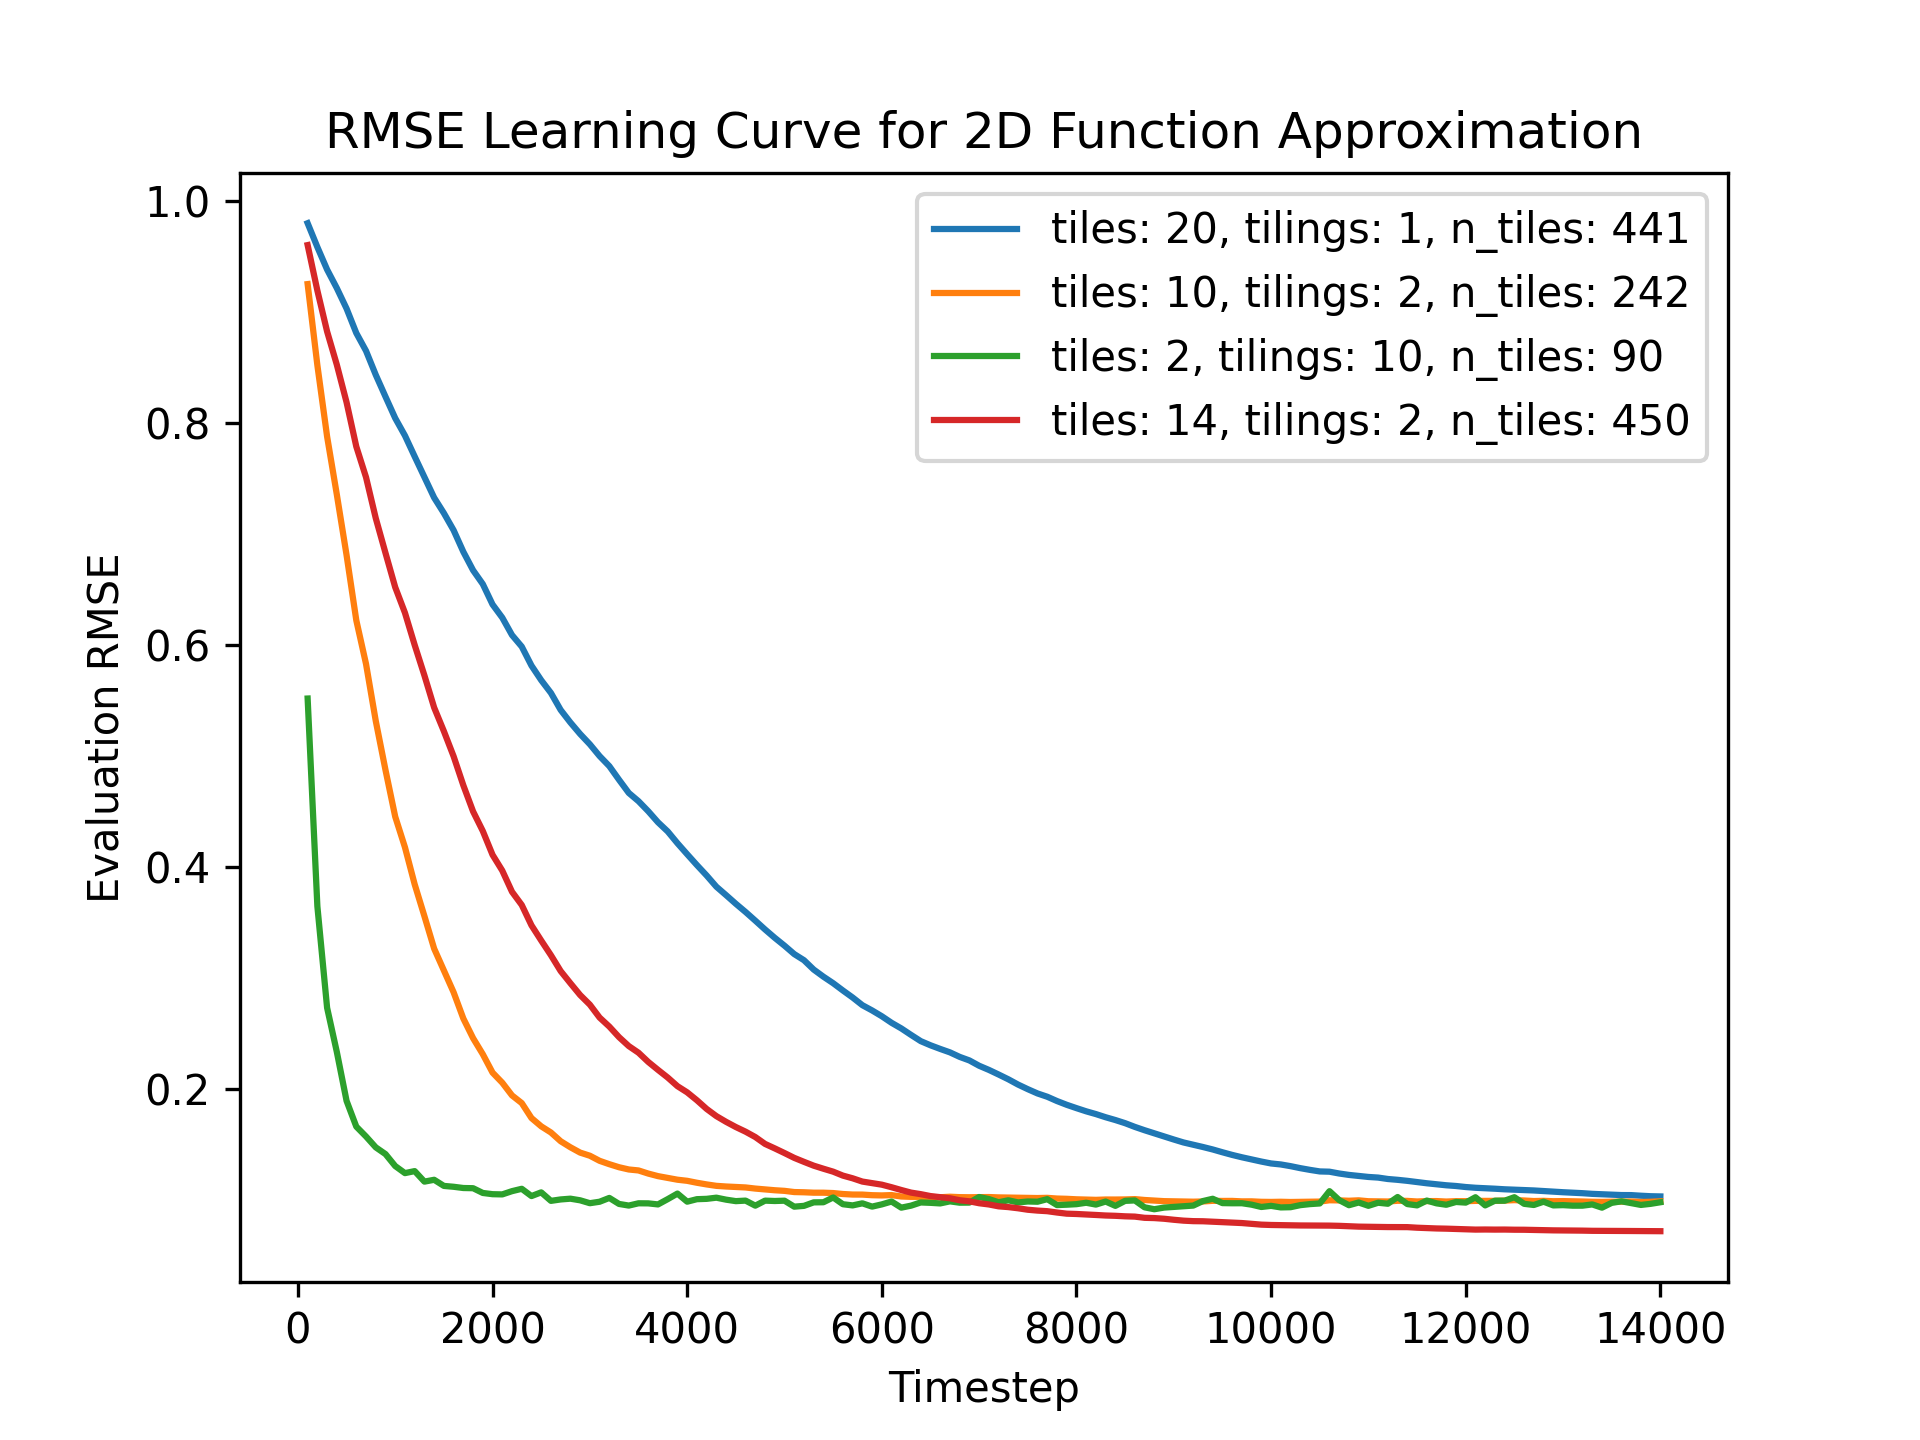 RMSE Learning Curve for 2D Function Approximation
tiles: 20, tilings: 1, n_tiles: 441
tiles: 10, tilings: 2, n_tiles: 242
tiles: 2, tilings: 10, n_tiles: 90
tiles: 14, tilings: 2, n_tiles: 450
1.0
0.8
0.6
0.4
0.2
Evaluation RMSE
0 2000 4000 6000 8000 10000 12000 14000
Timestep